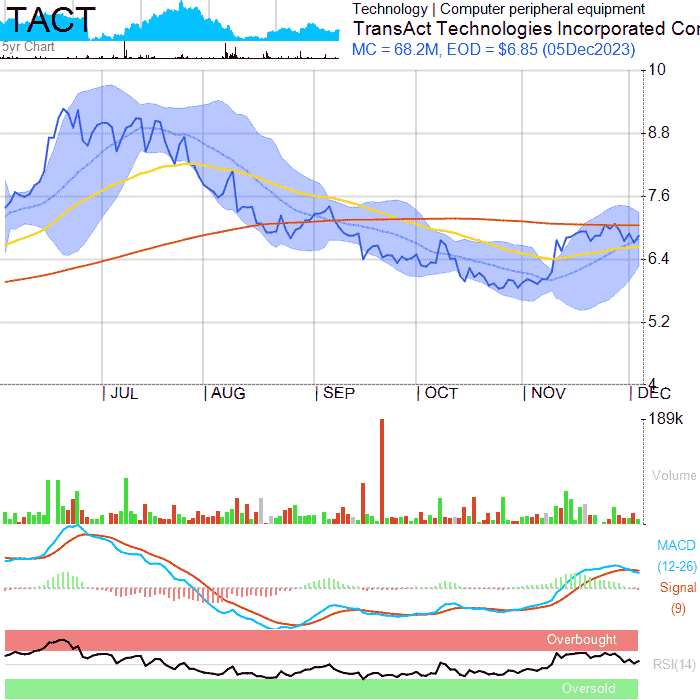 TACT
5yr Chart
Technology | Computer peripheral equipment
TransAct Technologies Incorporated Cor
MC = 68.2M, EOD = $6.85 (05Dec2023)
10
8.8
7.6
6.4
5.2
4
JUL
AUG
SEP
OCT
NOV
DEC
189k
Volume
MACD
(12-26)
Signal
(9)
Overbought
RSI(14)
Oversold